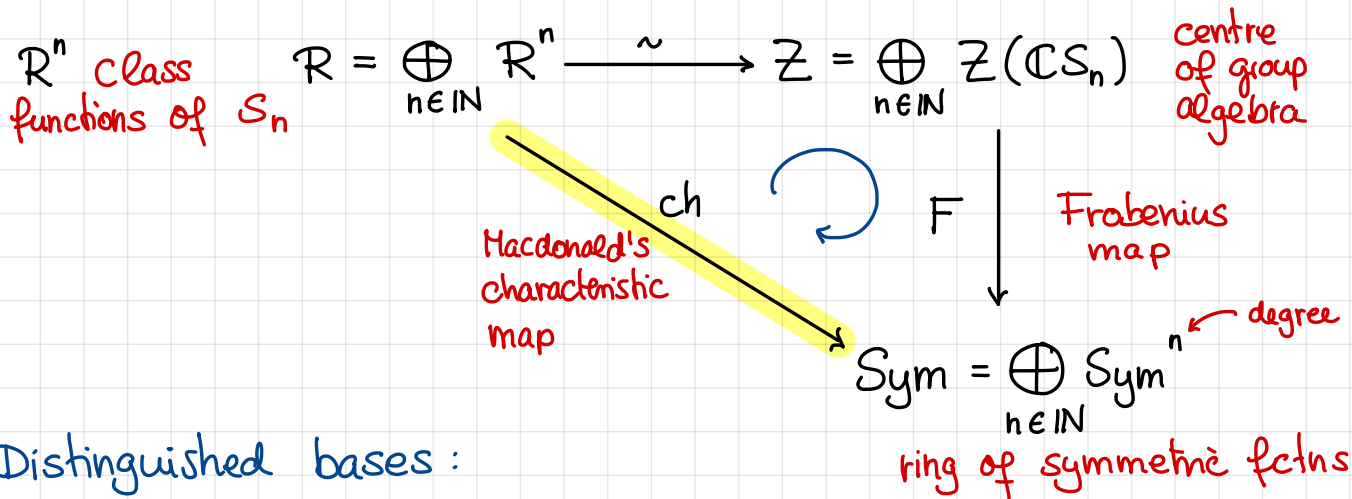 Rⁿ class functions of Sₙ
R = ⊕ Rⁿ ~ Z = ⊕ Z(ℂSₙ)
n∈ℕ n∈ℕ
centre of group algebra
ch
F
Macdonald's characteristic map
Frobenius map
Sym = ⊕ Symⁿ
n∈ℕ
degree
Distinguished bases:
ring of symmetric fctns